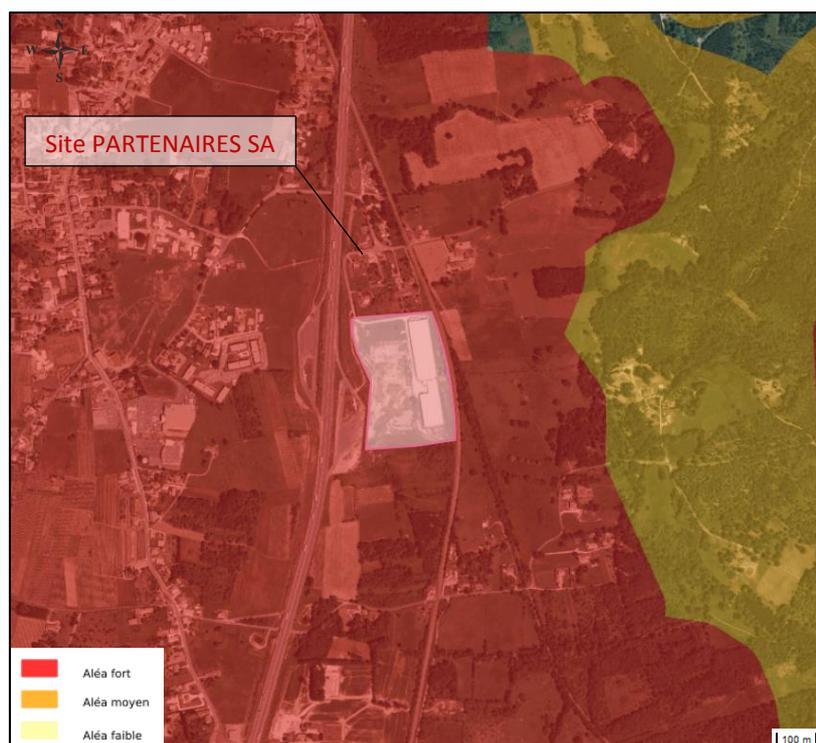 N
W E
S
Site PARTENAIRES SA
Aléa fort
Aléa moyen
Aléa faible
100 m